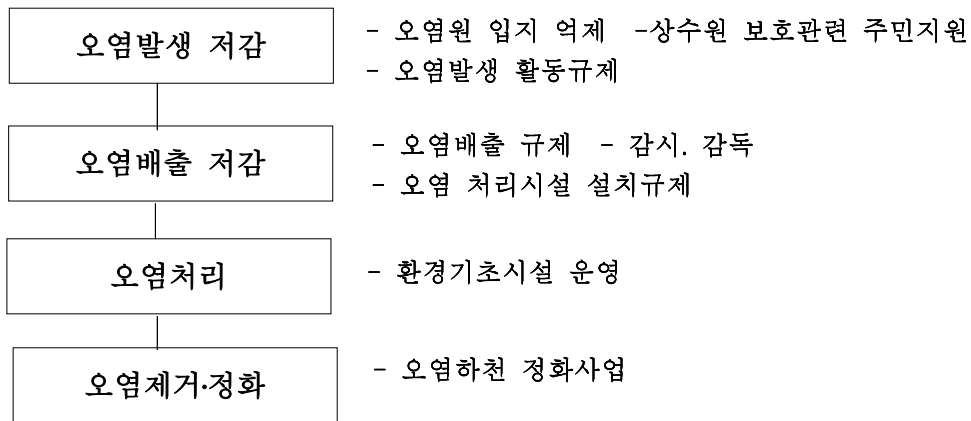 오염발생 저감
- 오염원 입지 억제 -상수원 보호관련 주민지원
- 오염발생 활동규제
오염배출 저감
- 오염배출 규제 - 감시. 감독
- 오염 처리시설 설치규제
오염처리
- 환경기초시설 운영
오염제거·정화
- 오염하천 정화사업